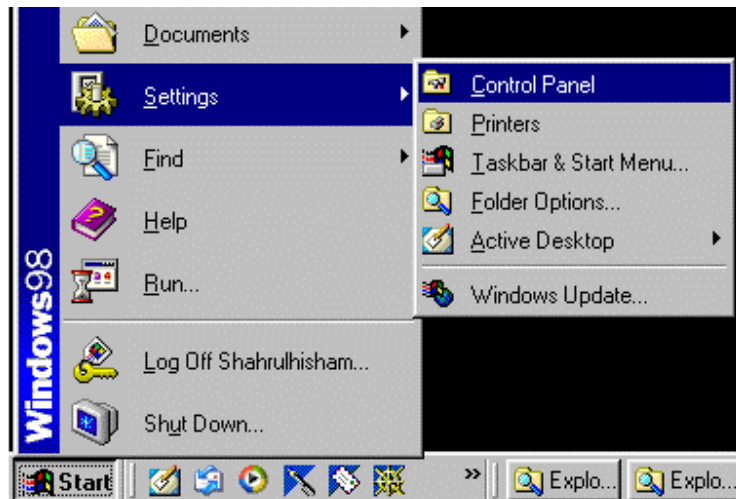 Documents
Settings
Find
Help
Run...
Log Off Shahrulhisham...
Shut Down...
Windows98
Control Panel
Printers
Taskbar & Start Menu...
Folder Options...
Active Desktop
Windows Update...
Start
»
Explo...
Explo...